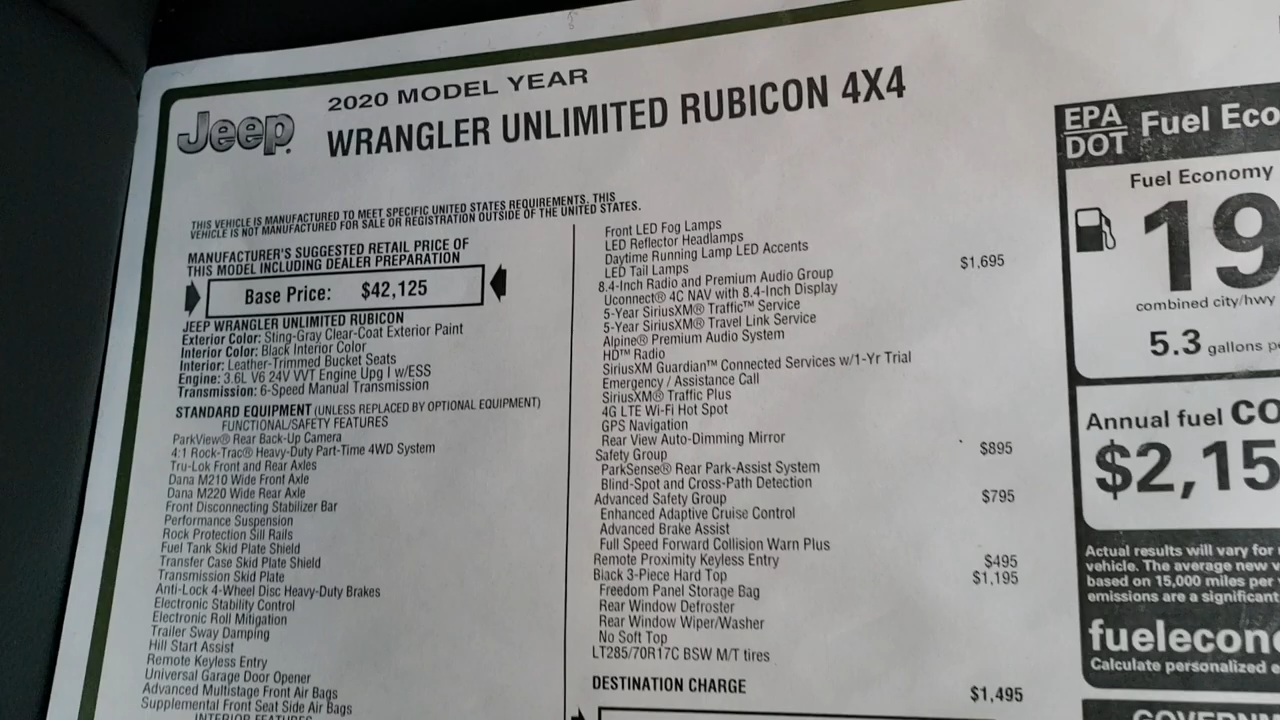 Jeep
2020 MODEL YEAR
WRANGLER UNLIMITED RUBICON 4X4
THIS VEHICLE IS MANUFACTURED TO MEET SPECIFIC UNITED STATES REQUIREMENTS. THIS
VEHICLE IS NOT MANUFACTURED FOR SALE OR REGISTRATION OUTSIDE OF THE UNITED STATES.
MANUFACTURER'S SUGGESTED RETAIL PRICE OF
THIS MODEL INCLUDING DEALER PREPARATION
Base Price: $42,125
JEEP WRANGLER UNLIMITED RUBICON
Exterior Color: Sting-Gray Clear-Coat Exterior Paint
Interior Color: Black Interior Color
Interior: Leather-Trimmed Bucket Seats
Engine: 3.6L V6 24V VVT Engine Upg I w/ESS
Transmission: 6-Speed Manual Transmission
STANDARD EQUIPMENT (UNLESS REPLACED BY OPTIONAL EQUIPMENT)
FUNCTIONAL/SAFETY FEATURES
ParkView® Rear Back-Up Camera
4:1 Rock-Trac® Heavy-Duty Part-Time 4WD System
Tru-Lok Front and Rear Axles
Dana M210 Wide Front Axle
Dana M220 Wide Rear Axle
Front Disconnecting Stabilizer Bar
Performance Suspension
Rock Protection Sill Rails
Fuel Tank Skid Plate Shield
Transfer Case Skid Plate Shield
Transmission Skid Plate
Anti-Lock 4-Wheel Disc Heavy-Duty Brakes
Electronic Stability Control
Electronic Roll Mitigation
Trailer Sway Damping
Hill Start Assist
Remote Keyless Entry
Universal Garage Door Opener
Advanced Multistage Front Air Bags
Supplemental Front Seat Side Air Bags
INTERIOR FEATURES
Front LED Fog Lamps
LED Reflector Headlamps
Daytime Running Lamp LED Accents
LED Tail Lamps
8.4-Inch Radio and Premium Audio Group $1,695
Uconnect® 4C NAV with 8.4-Inch Display
5-Year SiriusXM® Traffic™ Service
5-Year SiriusXM® Travel Link Service
Alpine® Premium Audio System
HD™ Radio
SiriusXM Guardian™ Connected Services w/1-Yr Trial
Emergency / Assistance Call
SiriusXM® Traffic Plus
4G LTE Wi-Fi Hot Spot
GPS Navigation
Rear View Auto-Dimming Mirror
Safety Group $895
ParkSense® Rear Park-Assist System
Blind-Spot and Cross-Path Detection
Advanced Safety Group $795
Enhanced Adaptive Cruise Control
Advanced Brake Assist
Full Speed Forward Collision Warn Plus
Remote Proximity Keyless Entry $495
Black 3-Piece Hard Top $1,195
Freedom Panel Storage Bag
Rear Window Defroster
Rear Window Wiper/Washer
No Soft Top
LT285/70R17C BSW M/T tires
DESTINATION CHARGE $1,495
EPA
DOT
Fuel Eco
Fuel Economy
19
combined city/hwy
5.3 gallons pe
Annual fuel co
$2,15
Actual results will vary for
vehicle. The average new v
based on 15,000 miles per
emissions are a significant
fuelecono
Calculate personalized e